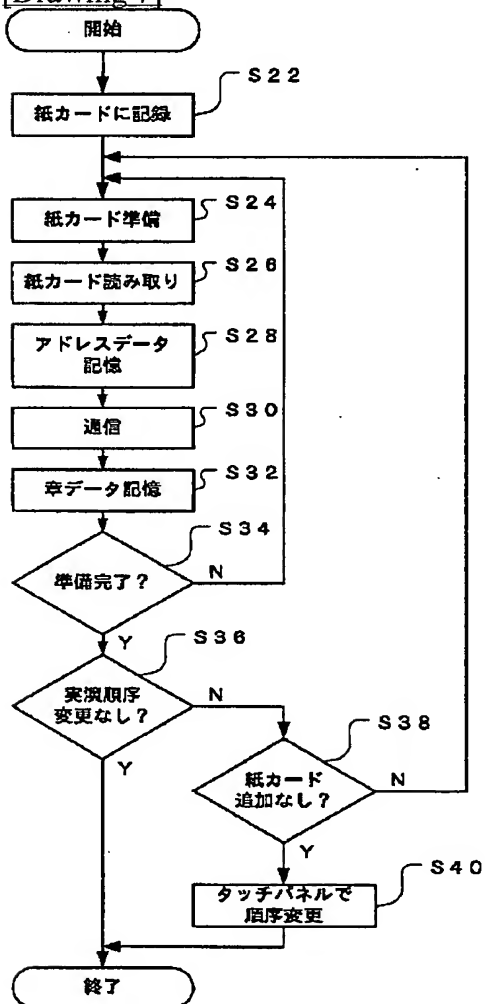 [Drawing 7]
開始
S22
紙カードに記録
S24
紙カード準備
S26
紙カード読み取り
S28
アドレスデータ
記憶
S30
通信
S32
章データ記憶
S34
準備完了？
N
Y
S36
実演順序
変更なし？
N
Y
S38
紙カード
追加なし？
N
Y
S40
タッチパネルで
順序変更
終了